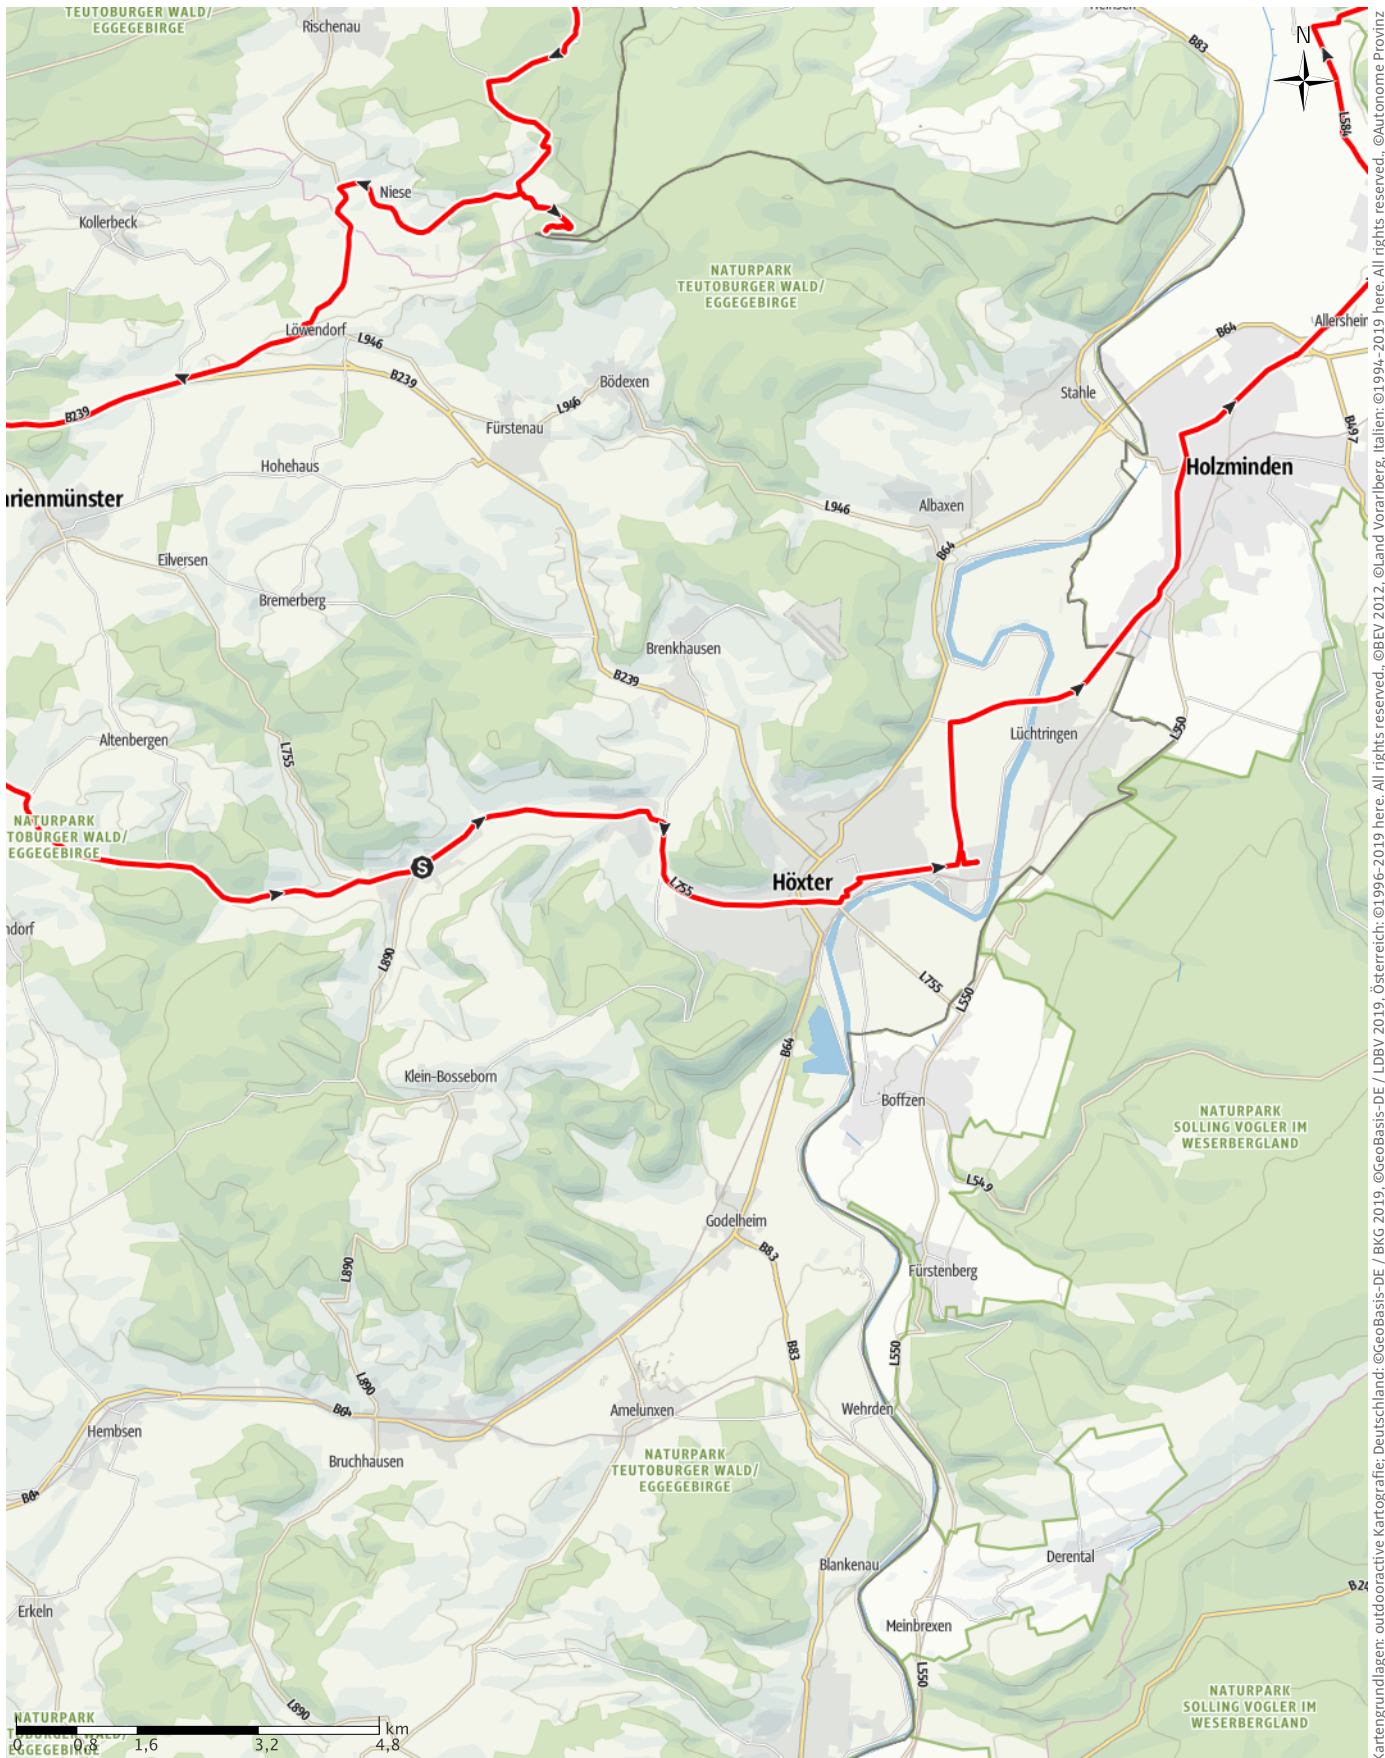 TEUTOBURGER WALD/
EGGEGEBIRGE
Rischenau
B83
N
L584
Niese
Kollerbeck
NATURPARK
TEUTOBURGER WALD/
EGGEGEBIRGE
Löwendorf
L946
B64
Allersheim
B239
Bödexen
Stahle
B239
L946
Fürstenau
B497
Hohehaus
Holzminden
arienmünster
L946
Albaxen
Eilversen
B64
Bremerberg
Brenkhausen
B239
Altenbergen
L755
Lüchtringen
L550
NATURPARK
TOBURGER WALD/
EGGEGEBIRGE
S
L755
Höxter
ndorf
L890
L755
L550
B64
Klein-Bosseborn
Boffzen
NATURPARK
SOLLING VOGLER IM
WESERBERGLAND
L549
Godelheim
B83
L890
Fürstenberg
B83
L550
L890
B64
Amelunxen
Wehrden
Hembsen
Bruchhausen
NATURPARK
TEUTOBURGER WALD/
EGGEGEBIRGE
B64
Blankenau
Derental
B24
Erkeln
Meinbrexen
L550
L890
NATURPARK
SOLLING VOGLER IM
WESERBERGLAND
NATURPARK
EGGEGEBIRGE
km
0 0,8 1,6 3,2 4,8
artengrundlagen: outdooractive Kartografie; Deutschland: ©GeoBasis-DE / BKG 2019, ©GeoBasis-DE / LDBV 2019, Österreich: ©1996-2019 here. All rights reserved., ©BEV 2012, ©Land Vorarlberg, Italien: ©1994-2019 here. All rights reserved., ©Autonome Provinz